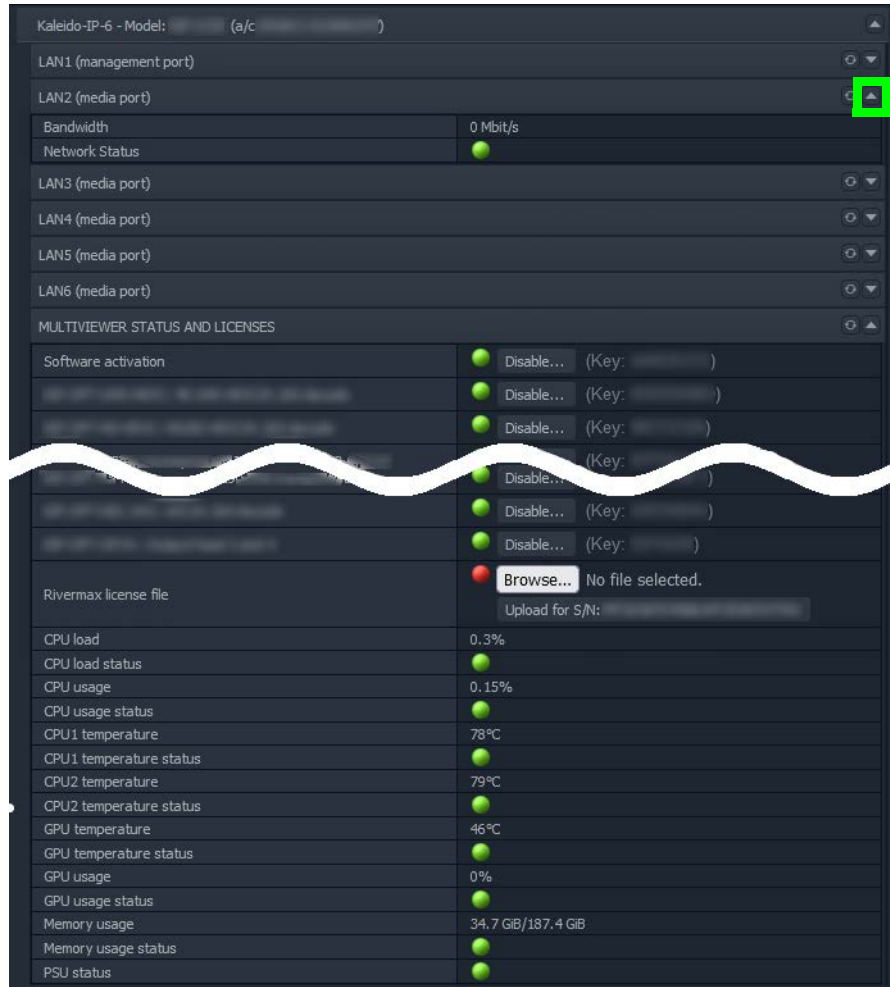 Kaleido-IP-6 - Model: (a/c )
LAN1 (management port)
LAN2 (media port)
Bandwidth 0 Mbit/s
Network Status
LAN3 (media port)
LAN4 (media port)
LAN5 (media port)
LAN6 (media port)
MULTIVIEWER STATUS AND LICENSES
Software activation Disable... (Key: )
Disable... (Key: )
Disable... (Key: )
(Key:
Disable... )
Disable... (Key: )
Disable... (Key: )
Rivermax license file Browse... No file selected.
Upload for S/N:
CPU load 0.3%
CPU load status
CPU usage 0.15%
CPU usage status
CPU1 temperature 78°C
CPU1 temperature status
CPU2 temperature 79°C
CPU2 temperature status
GPU temperature 46°C
GPU temperature status
GPU usage 0%
GPU usage status
Memory usage 34.7 GiB/187.4 GiB
Memory usage status
PSU status